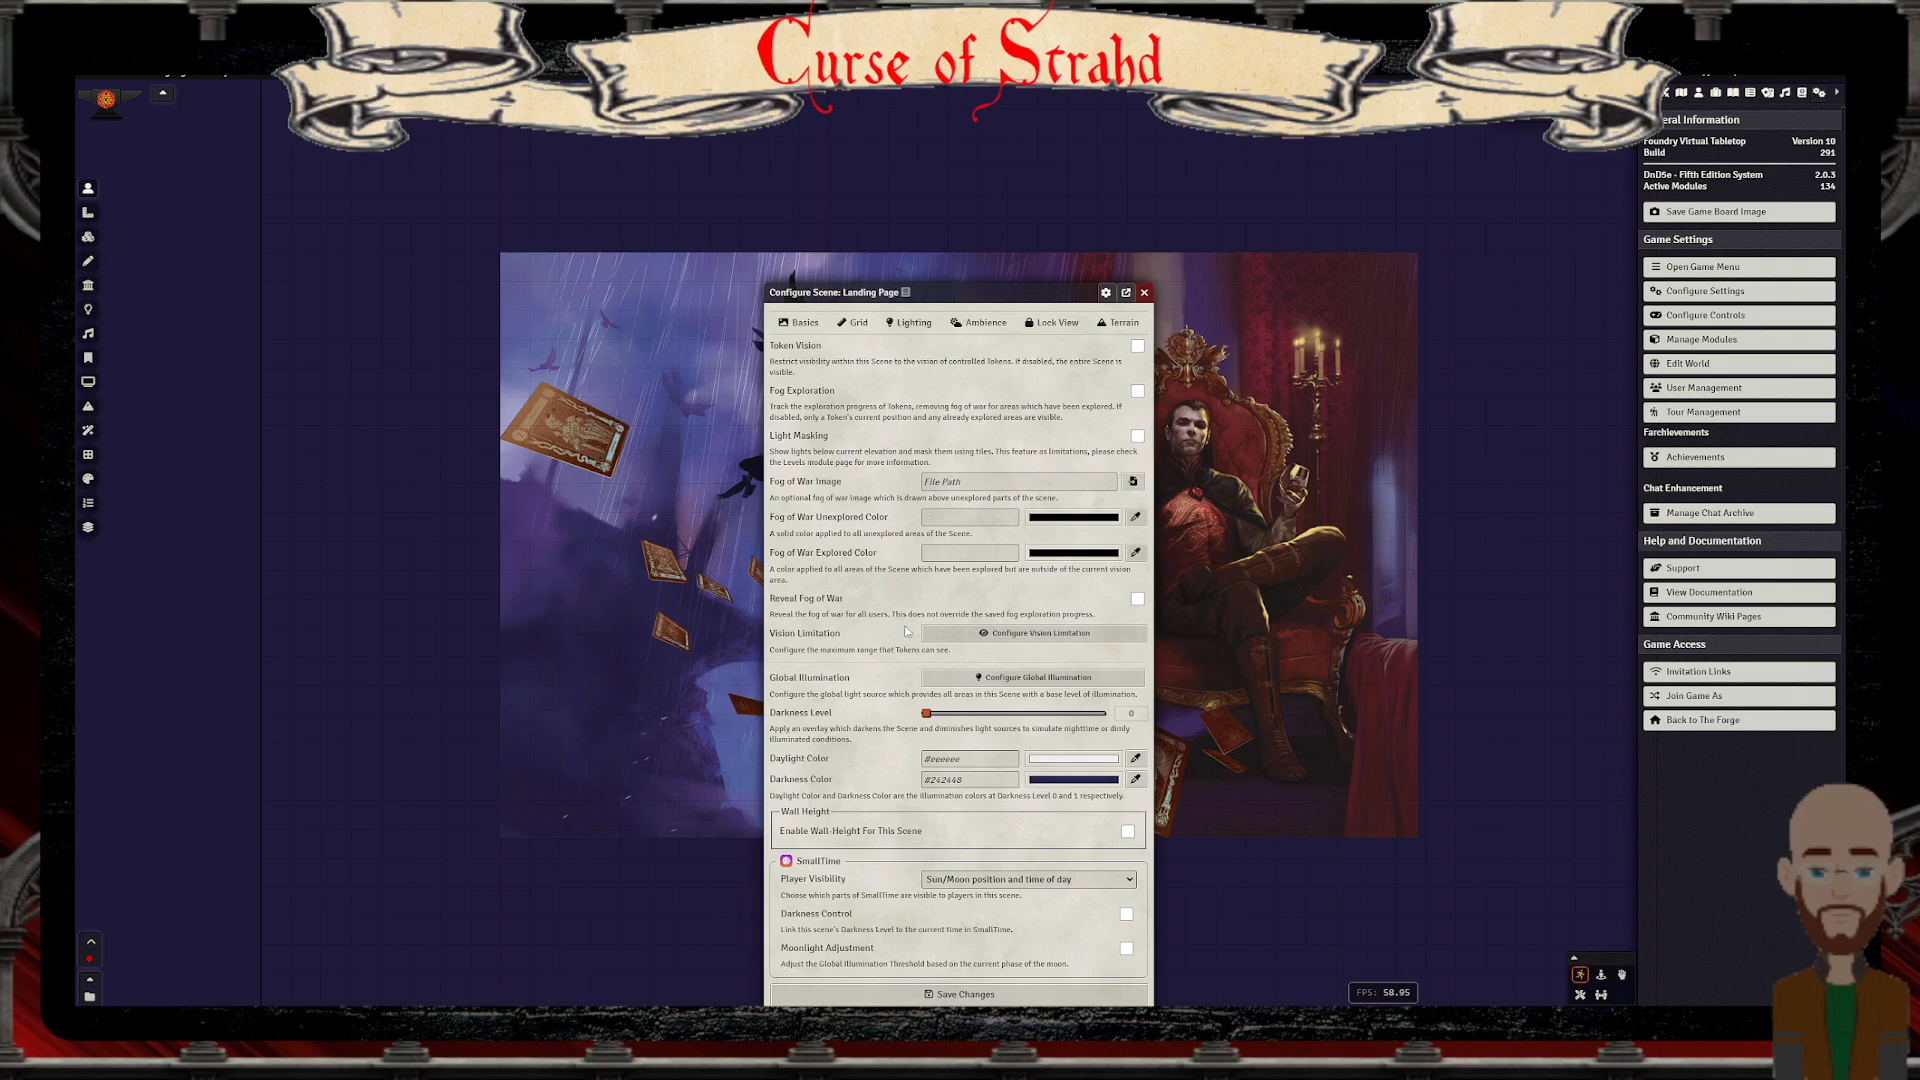 Curse of Strahd
Configure Scene: Landing Page
Basics Grid Lighting Ambience Lock View Terrain
Token Vision
Restrict visibility within this Scene to the vision of controlled Tokens. If disabled, the entire Scene is
visible.
Fog Exploration
Track the exploration progress of Tokens, removing fog of war for areas which have been explored. If
disabled, only a Token's current position and any already explored areas are visible.
Light Masking
Show lights below current elevation and mask them using tiles. This feature as limitations, please check
the Levels module page for more information.
Fog of War Image File Path
An optional fog of war image which is drawn above unexplored parts of the scene.
Fog of War Unexplored Color
A solid color applied to all unexplored areas of the Scene.
Fog of War Explored Color
A color applied to all areas of the Scene which have been explored but are outside of the current vision
area.
Reveal Fog of War
Reveal the fog of war for all users. This does not override the saved fog exploration progress.
Vision Limitation Configure Vision Limitation
Configure the maximum range that Tokens can see.
Global Illumination Configure Global Illumination
Configure the global light source which provides all areas in this Scene with a base level of illumination.
Darkness Level 0
Apply an overlay which darkens the Scene and diminishes light sources to simulate nighttime or dimly
illuminated conditions.
Daylight Color #eeeeee
Darkness Color #242448
Daylight Color and Darkness Color are the illumination colors at Darkness Level 0 and 1 respectively.
Wall Height
Enable Wall-Height For This Scene
SmallTime
Player Visibility Sun/Moon position and time of day
Choose which parts of SmallTime are visible to players in this scene.
Darkness Control
Link this scene's Darkness Level to the current time in SmallTime.
Moonlight Adjustment
Adjust the Global Illumination Threshold based on the current phase of the moon.
Save Changes
FPS: 58.95
eral Information
Foundry Virtual Tabletop Version 10
Build 291
DnD5e - Fifth Edition System 2.0.3
Active Modules 134
Save Game Board Image
Game Settings
Open Game Menu
Configure Settings
Configure Controls
Manage Modules
Edit World
User Management
Tour Management
Farchievements
Achievements
Chat Enhancement
Manage Chat Archive
Help and Documentation
Support
View Documentation
Community Wiki Pages
Game Access
Invitation Links
Join Game As
Back to The Forge